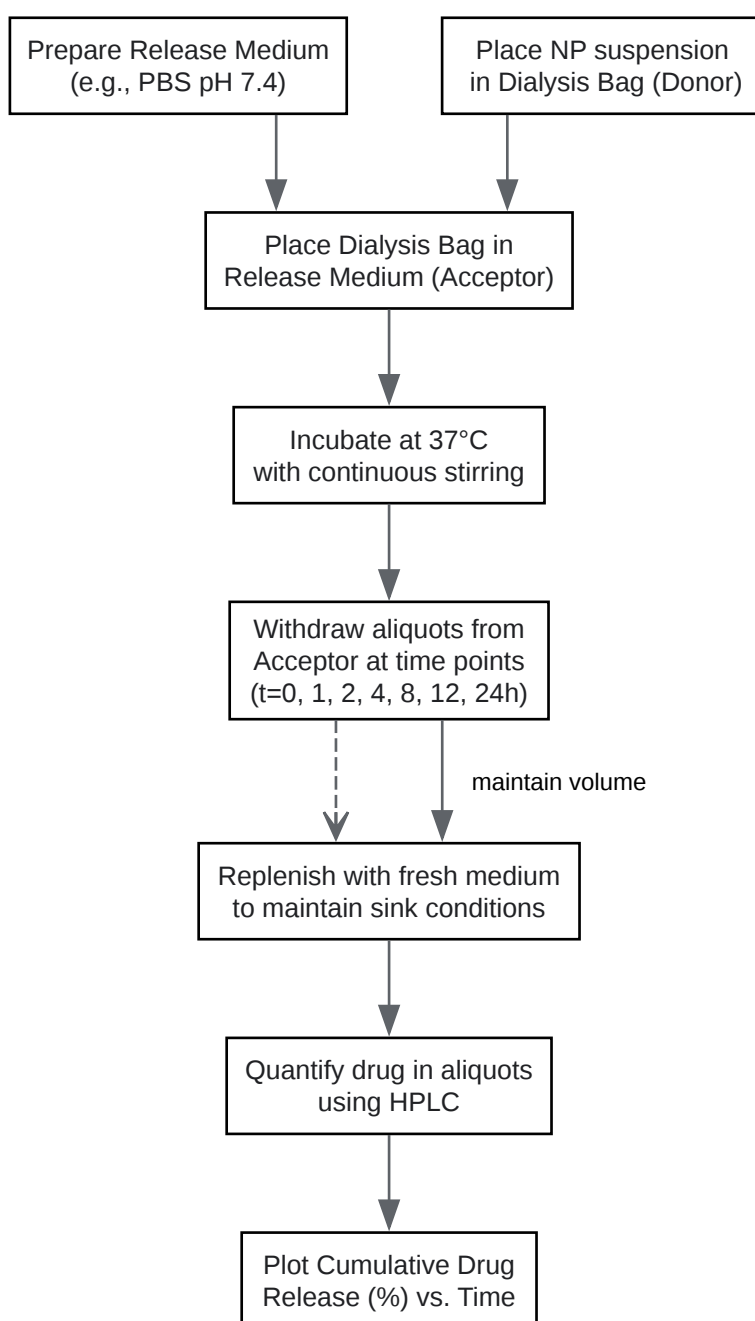 Prepare Release Medium
(e.g., PBS pH 7.4)
Place NP suspension
in Dialysis Bag (Donor)
Place Dialysis Bag in
Release Medium (Acceptor)
Incubate at 37°C
with continuous stirring
Withdraw aliquots from
Acceptor at time points
(t=0, 1, 2, 4, 8, 12, 24h)
maintain volume
Replenish with fresh medium
to maintain sink conditions
Quantify drug in aliquots
using HPLC
Plot Cumulative Drug
Release (%) vs. Time